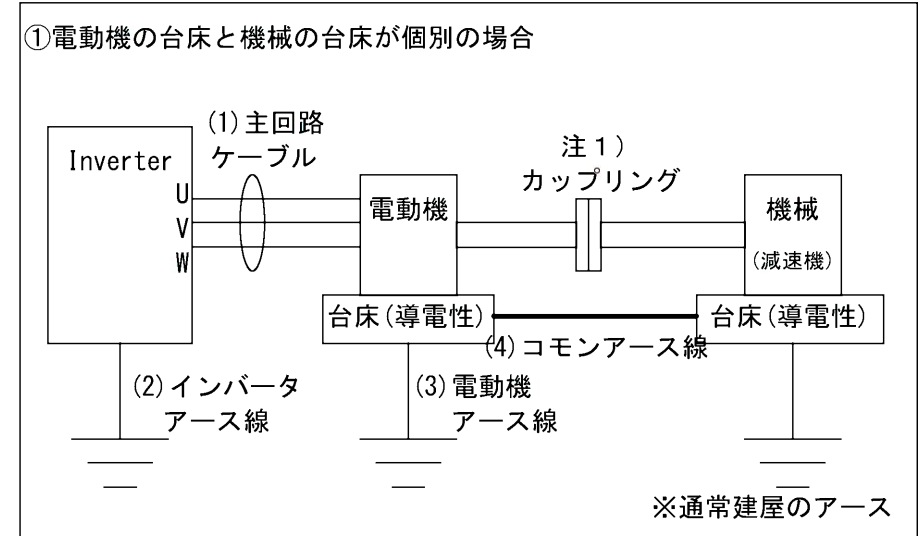 ①電動機の台床と機械の台床が個別の場合
(1)主回路
ケーブル
注１）
カップリング
Inverter
U
V
W
電動機
機械
(減速機)
台床(導電性)
台床(導電性)
(4)コモンアース線
(2)インバータ
アース線
(3)電動機
アース線
※通常建屋のアース